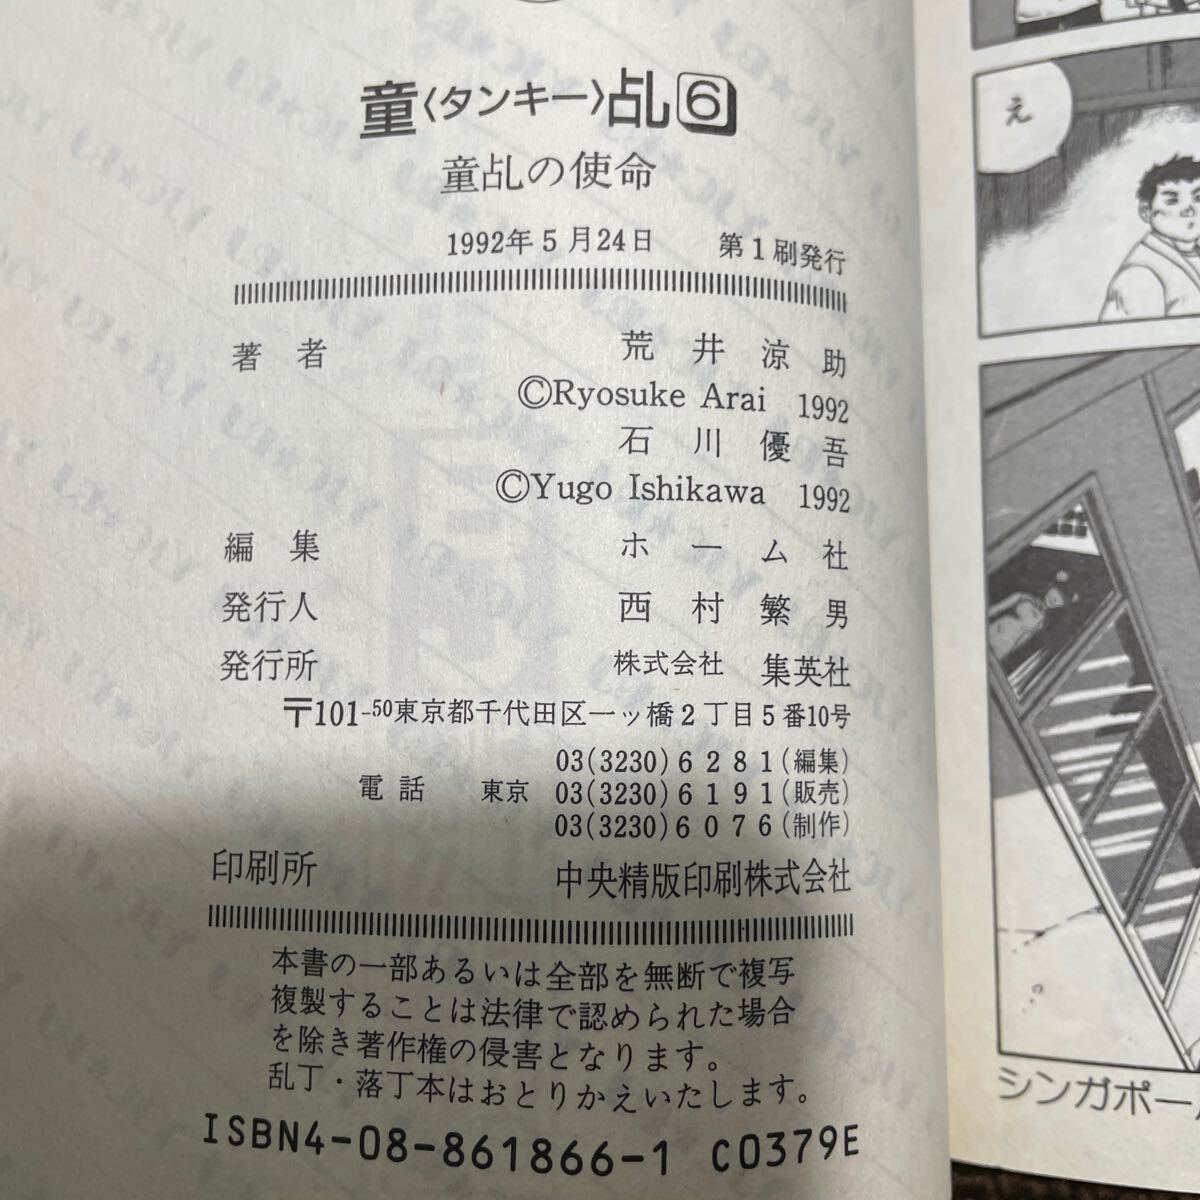 童〈タンキー〉乩6
童乩の使命
1992年5月24日 第1刷発行
著者 荒井涼助
©Ryosuke Arai 1992
石川優吾
©Yugo Ishikawa 1992
編集 ホーム社
発行人 西村繁男
発行所 株式会社 集英社
〒101-50東京都千代田区一ッ橋2丁目5番10号
03(3230)6281(編集)
電話 東京 03(3230)6191(販売)
03(3230)6076(制作)
印刷所 中央精版印刷株式会社
本書の一部あるいは全部を無断で複写
複製することは法律で認められた場合
を除き著作権の侵害となります。
乱丁・落丁本はおとりかえいたします。
ISBN4-08-861866-1 C0379E
え
シンガポー